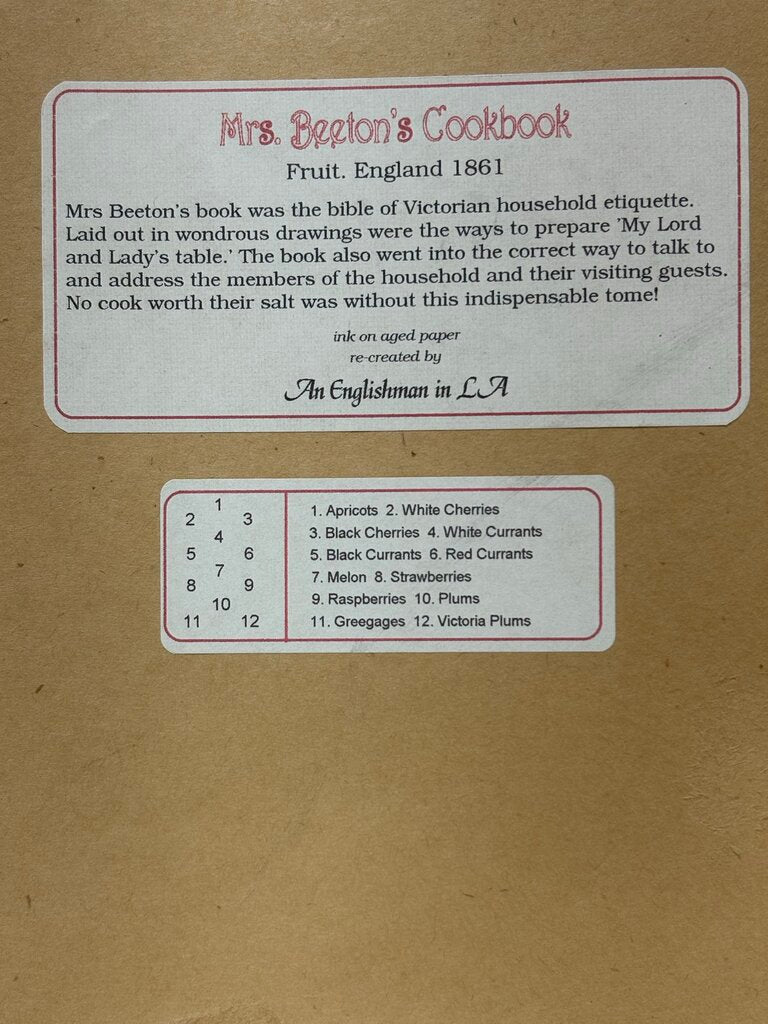 Mrs. Beeton's Cookbook
Fruit. England 1861
Mrs Beeton's book was the bible of Victorian household etiquette.
Laid out in wondrous drawings were the ways to prepare 'My Lord
and Lady's table.' The book also went into the correct way to talk to
and address the members of the household and their visiting guests.
No cook worth their salt was without this indispensable tome!
ink on aged paper
re-created by
An Englishman in LA
1
2 3
4
5 6
7
8 9
10
11 12
1. Apricots 2. White Cherries
3. Black Cherries 4. White Currants
5. Black Currants 6. Red Currants
7. Melon 8. Strawberries
9. Raspberries 10. Plums
11. Greegages 12. Victoria Plums